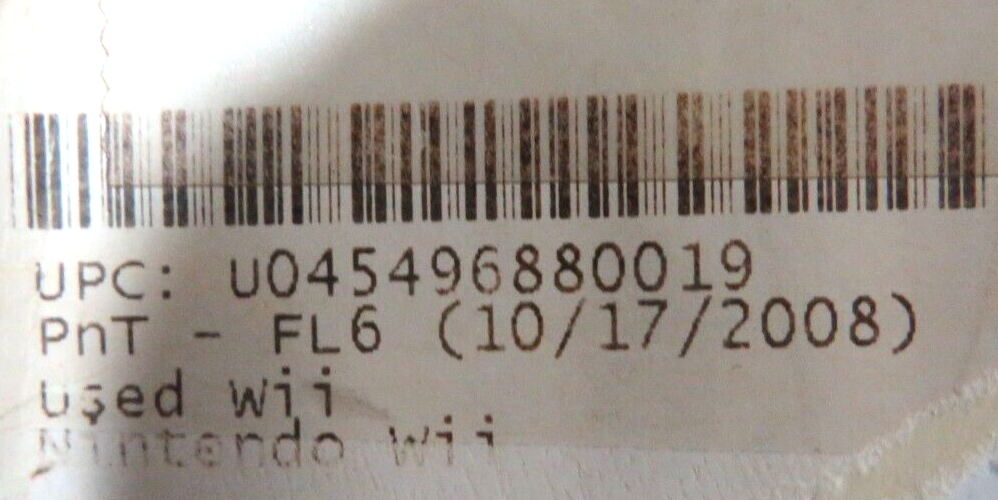 UPC: U045496880019
PnT - FL6 (10/17/2008)
Used Wii
Nintendo Wii